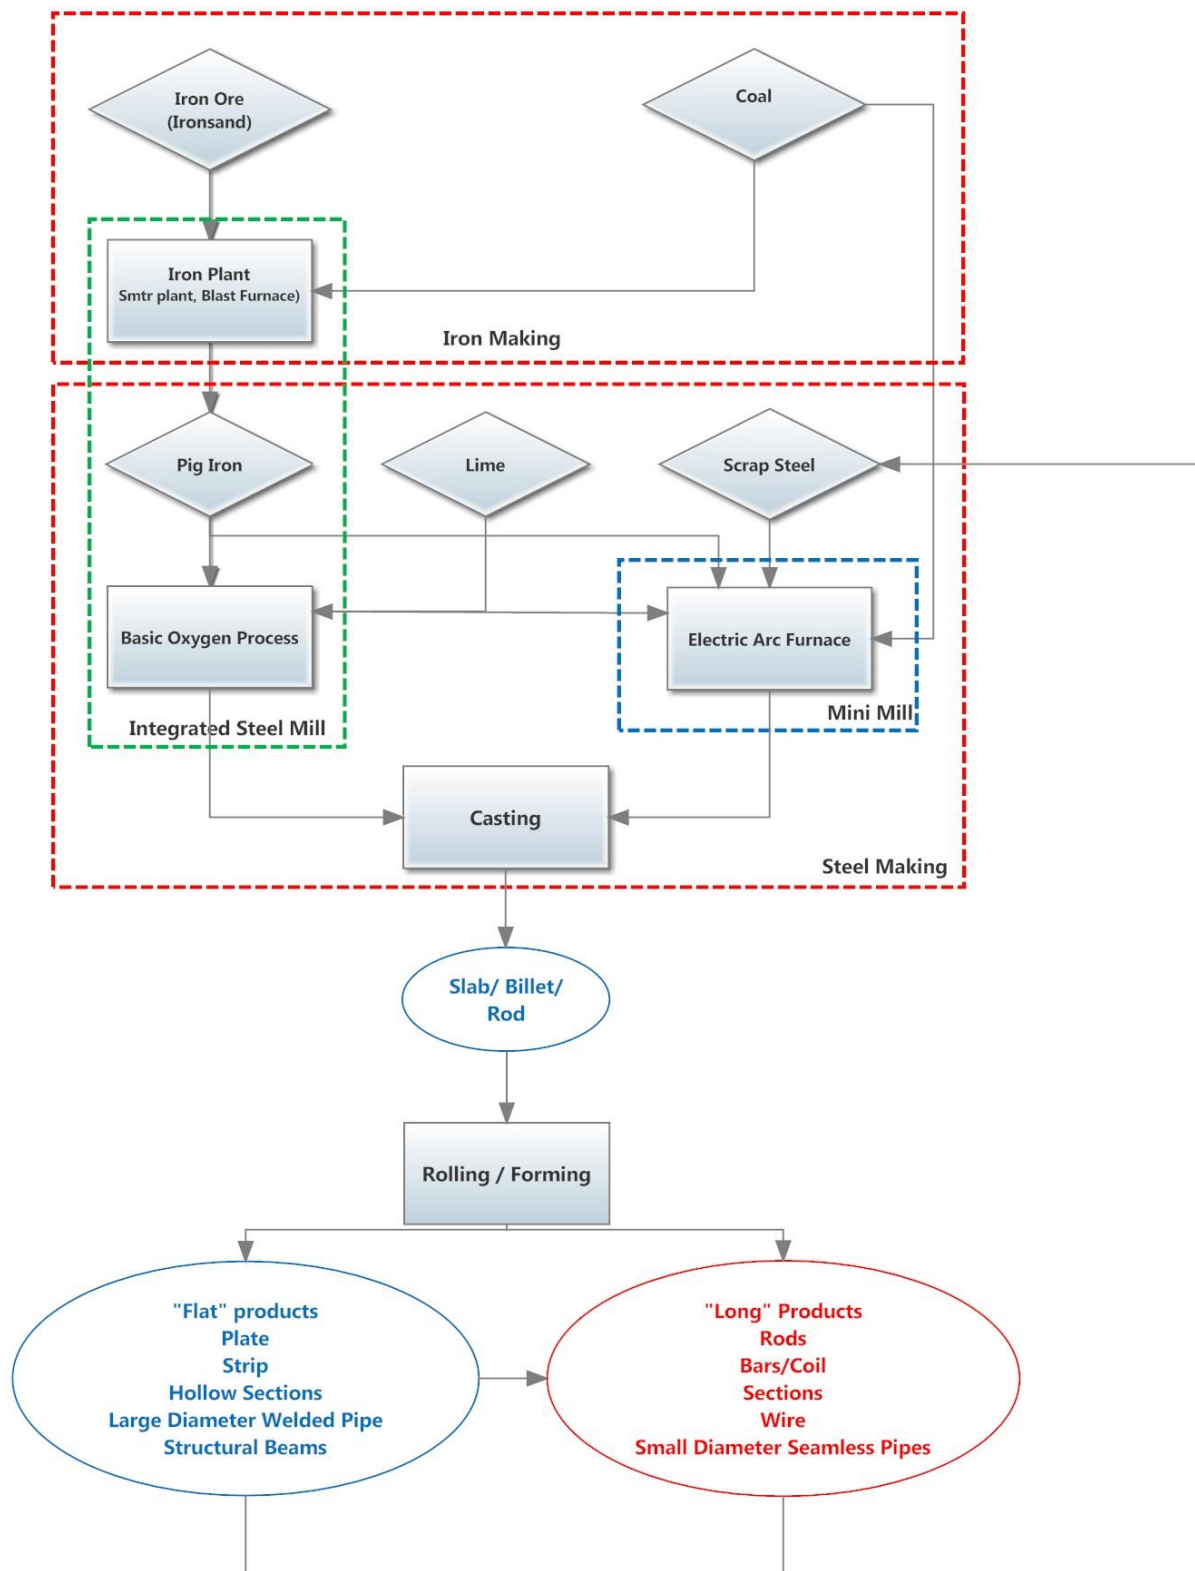 Iron Ore
(Ironsand)
Coal
Iron Plant
Smtr plant, Blast Furnace)
Iron Making
Pig Iron
Lime
Scrap Steel
Basic Oxygen Process
Electric Arc Furnace
Integrated Steel Mill
Mini Mill
Casting
Steel Making
Slab/ Billet/
Rod
Rolling / Forming
"Flat" products
Plate
Strip
Hollow Sections
Large Diameter Welded Pipe
Structural Beams
"Long" Products
Rods
Bars/Coil
Sections
Wire
Small Diameter Seamless Pipes